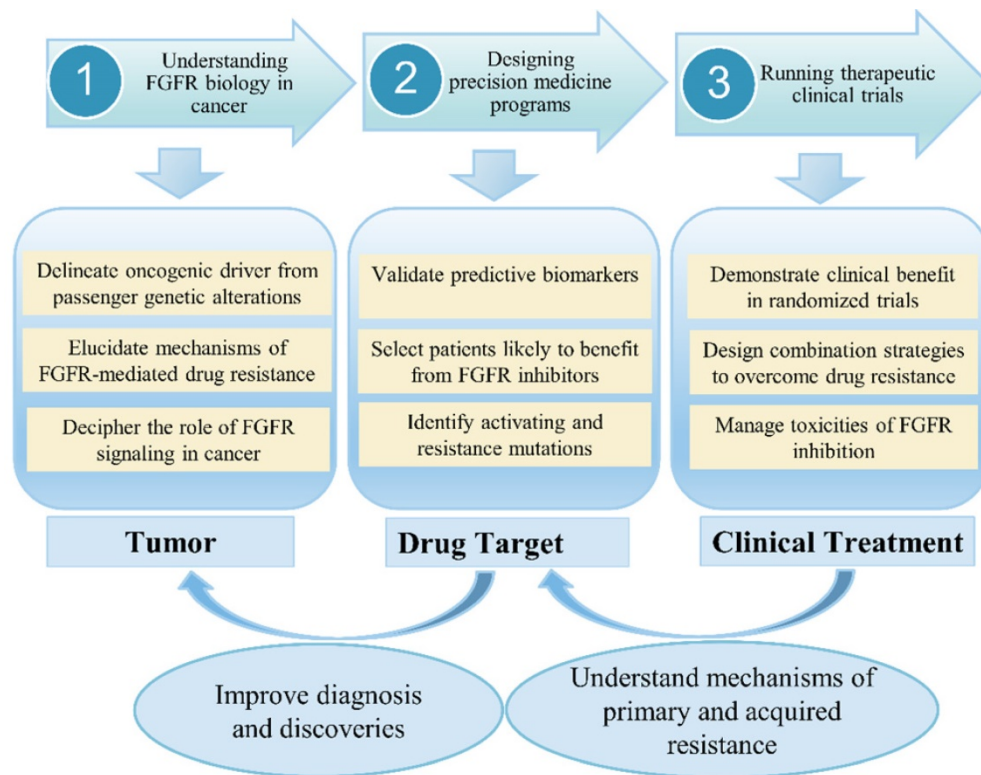 1
Understanding
FGFR biology in
cancer
2
Designing
precision medicine
programs
3
Running therapeutic
clinical trials
Delineate oncogenic driver from
passenger genetic alterations
Elucidate mechanisms of
FGFR-mediated drug resistance
Decipher the role of FGFR
signaling in cancer
Validate predictive biomarkers
Select patients likely to benefit
from FGFR inhibitors
Identify activating and
resistance mutations
Demonstrate clinical benefit
in randomized trials
Design combination strategies
to overcome drug resistance
Manage toxicities of FGFR
inhibition
Tumor
Drug Target
Clinical Treatment
Improve diagnosis
and discoveries
Understand mechanisms of
primary and acquired
resistance